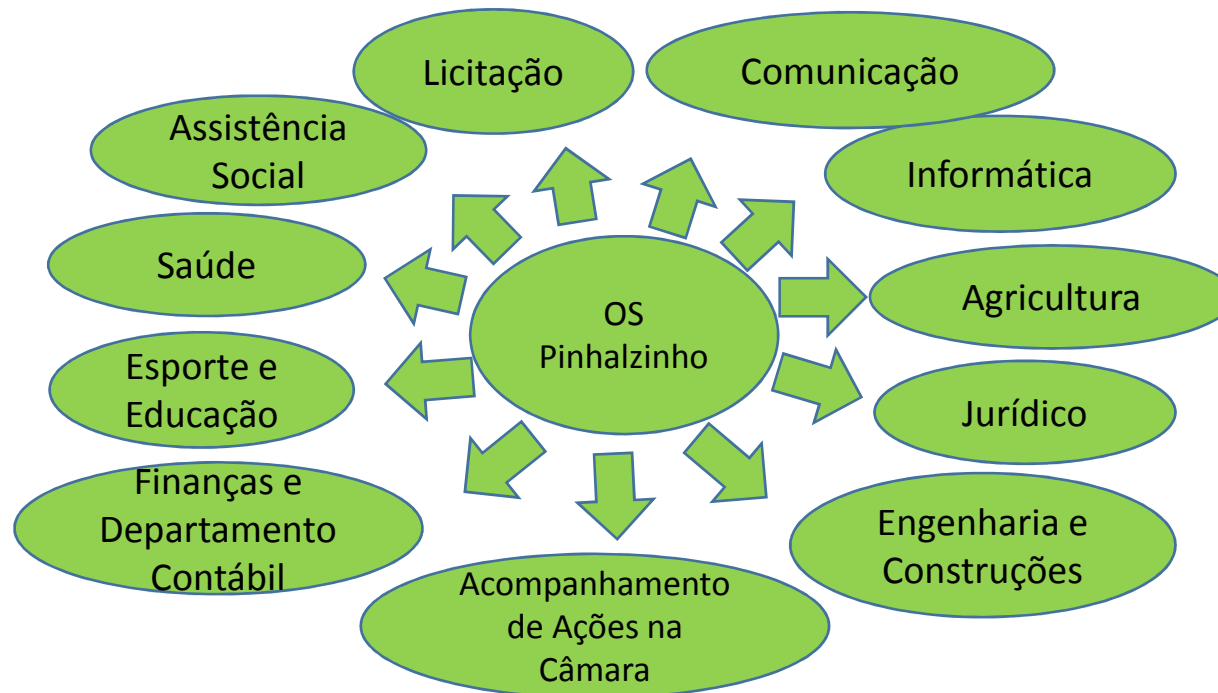 Licitação
Comunicação
Assistência
Social
Informática
Saúde
Agricultura
OS
Pinhalzinho
Esporte e
Educação
Jurídico
Finanças e
Departamento
Contábil
Engenharia e
Construções
Acompanhamento
de Ações na
Câmara